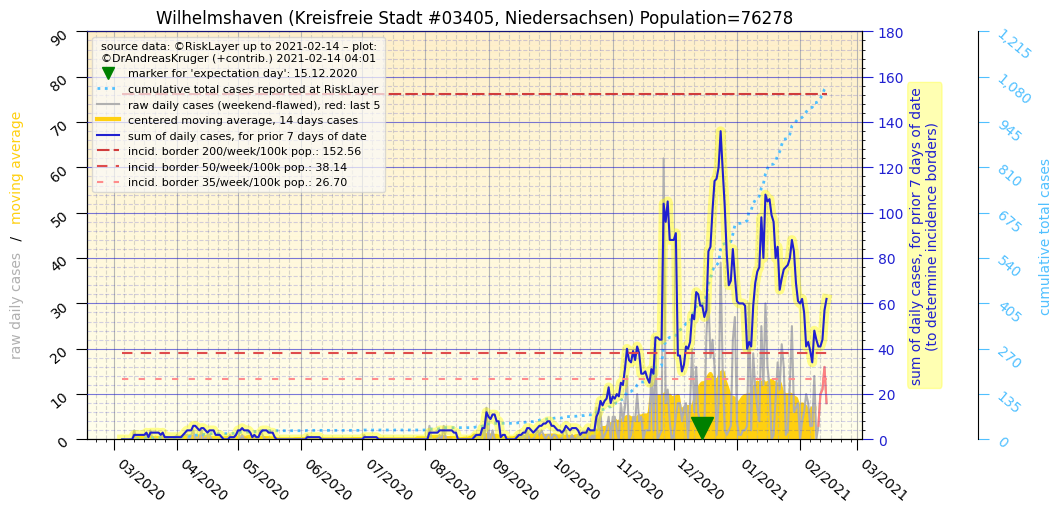 Wilhelmshaven (Kreisfreie Stadt #03405, Niedersachsen) Population=76278
source data: ©RiskLayer up to 2021-02-14 – plot:
©DrAndreasKruger (+contrib.) 2021-02-14 04:01
marker for 'expectation day': 15.12.2020
cumulative total cases reported at RiskLayer
raw daily cases (weekend-flawed), red: last 5
centered moving average, 14 days cases
sum of daily cases, for prior 7 days of date
incid. border 200/week/100k pop.: 152.56
incid. border 50/week/100k pop.: 38.14
incid. border 35/week/100k pop.: 26.70
raw daily cases / moving average
90
80
70
60
50
40
30
20
10
0
03/2020
04/2020
05/2020
06/2020
07/2020
08/2020
09/2020
10/2020
11/2020
12/2020
01/2021
02/2021
03/2021
180
160
140
120
100
80
60
40
20
0
sum of daily cases, for prior 7 days of date
(to determine incidence borders)
1,215
1,080
945
810
675
540
405
270
135
0
cumulative total cases